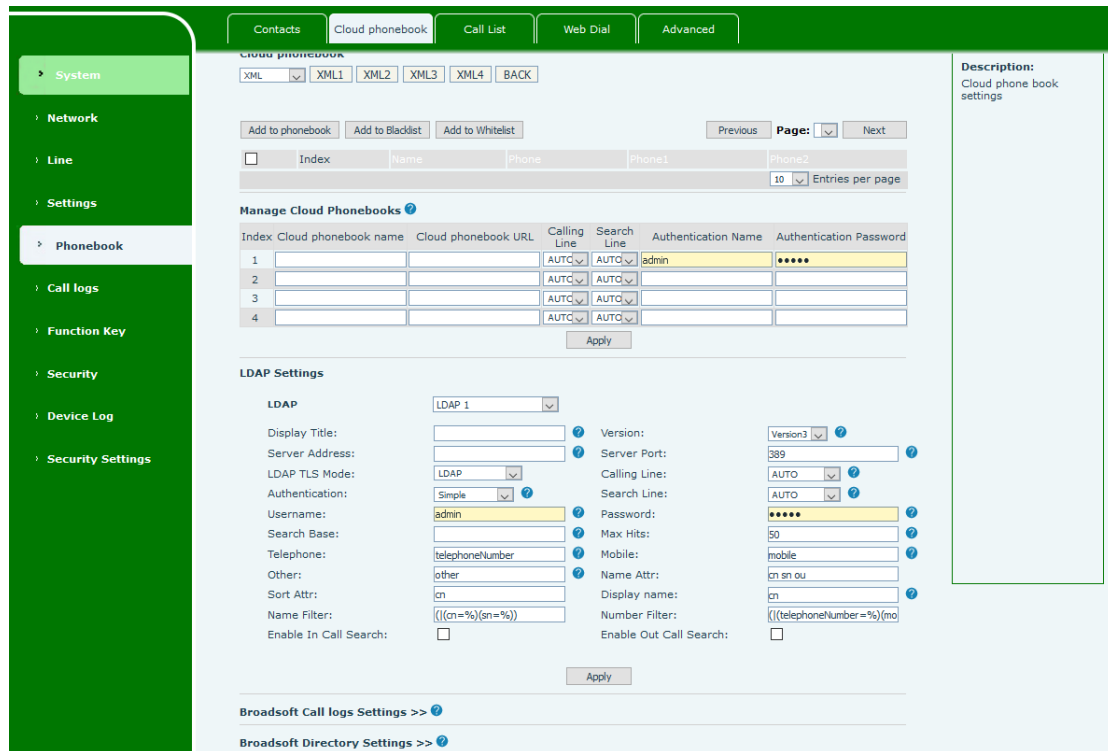 Contacts Cloud phonebook Call List Web Dial Advanced
System
Network
Line
Settings
Phonebook
Call logs
Function Key
Security
Device Log
Security Settings
Cloud phonebook
XML XML1 XML2 XML3 XML4 BACK
Add to phonebook Add to Blacklist Add to Whitelist Previous Page: Next
Index Name Phone Phone1 Phone2
10 Entries per page
Manage Cloud Phonebooks ?
Index Cloud phonebook name Cloud phonebook URL Calling Line Search Line Authentication Name Authentication Password
1 AUTO AUTO admin •••••
2 AUTO AUTO
3 AUTO AUTO
4 AUTO AUTO
Apply
LDAP Settings
LDAP LDAP 1
Display Title: ? Version: Version3 ?
Server Address: ? Server Port: 389 ?
LDAP TLS Mode: LDAP Calling Line: AUTO ?
Authentication: Simple ? Search Line: AUTO ?
Username: admin ? Password: ••••• ?
Search Base: ? Max Hits: 50 ?
Telephone: telephoneNumber ? Mobile: mobile ?
Other: other ? Name Attr: cn sn ou
Sort Attr: cn Display name: cn ?
Name Filter: (|(cn=%)(sn=%)) Number Filter: (|(telephoneNumber=%)(mo
Enable In Call Search: Enable Out Call Search:
Apply
Broadsoft Call logs Settings >> ?
Broadsoft Directory Settings >> ?
Description:
Cloud phone book
settings